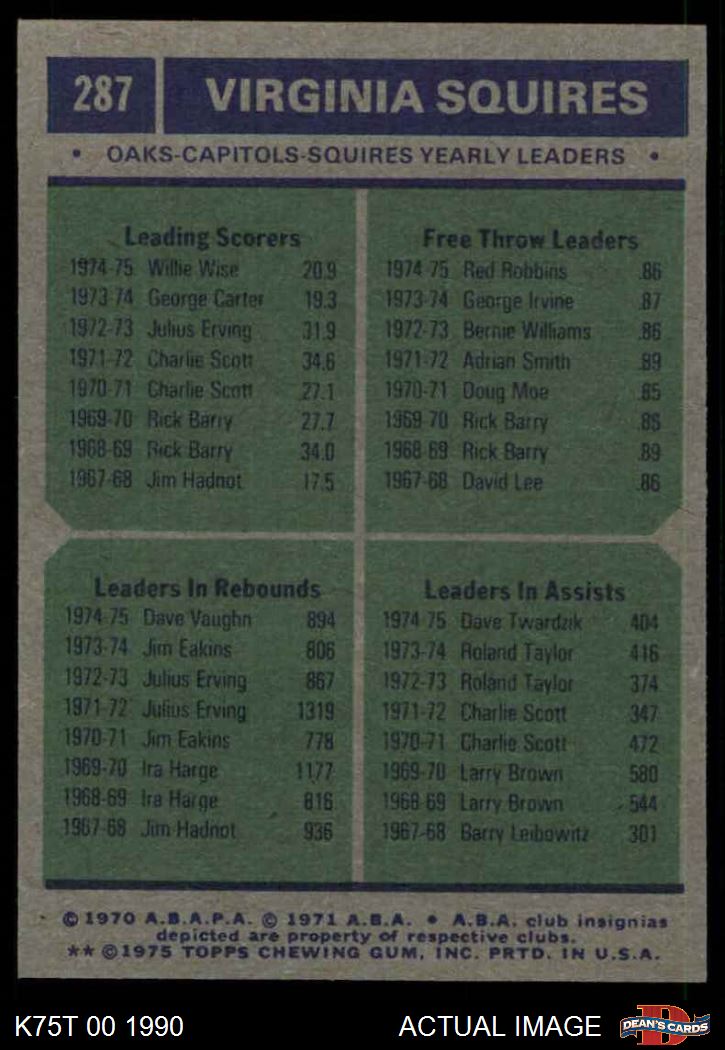 287
VIRGINIA SQUIRES
• OAKS-CAPITOLS-SQUIRES YEARLY LEADERS •
Leading Scorers
1974-75 Willie Wise 20.9
1973-74 George Carter 19.3
1972-73 Julius Erving 31.9
1971-72 Charlie Scott 34.6
1970-71 Charlie Scott 27.1
1969-70 Rick Barry 27.7
1968-69 Rick Barry 34.0
1967-68 Jim Hadnot 17.5
Free Throw Leaders
1974-75 Red Robbins .86
1973-74 George Irvine .87
1972-73 Bernie Williams .86
1971-72 Adrian Smith .89
1970-71 Doug Moe .85
1969-70 Rick Barry
1968-69 Rick Barry .89
1967-68 David Lee .86
Leaders In Rebounds
1974-75 Dave Vaughn 894
1973-74 Jim Eakins 806
1972-73 Julius Erving 867
1971-72 Julius Erving 1319
1970-71 Jim Eakins 778
1969-70 Ira Harge 1177
1968-69 Ira Harge 816
1967-68 Jim Hadnot 936
Leaders In Assists
1974-75 Dave Twardzik 404
1973-74 Roland Taylor 416
1972-73 Roland Taylor 374
1971-72 Charlie Scott 347
1970-71 Charlie Scott 472
1969-70 Larry Brown 580
1968-69 Larry Brown 544
1967-68 Barry Leibowitz 301
© 1970 A.B.A.P.A. © 1971 A.B.A. • A.B.A. club insignias
depicted are property of respective clubs.
** ©1975 TOPPS CHEWING GUM, INC. PRTD. IN U.S.A.
K75T 00 1990
ACTUAL IMAGE
D
DEAN'S CARDS